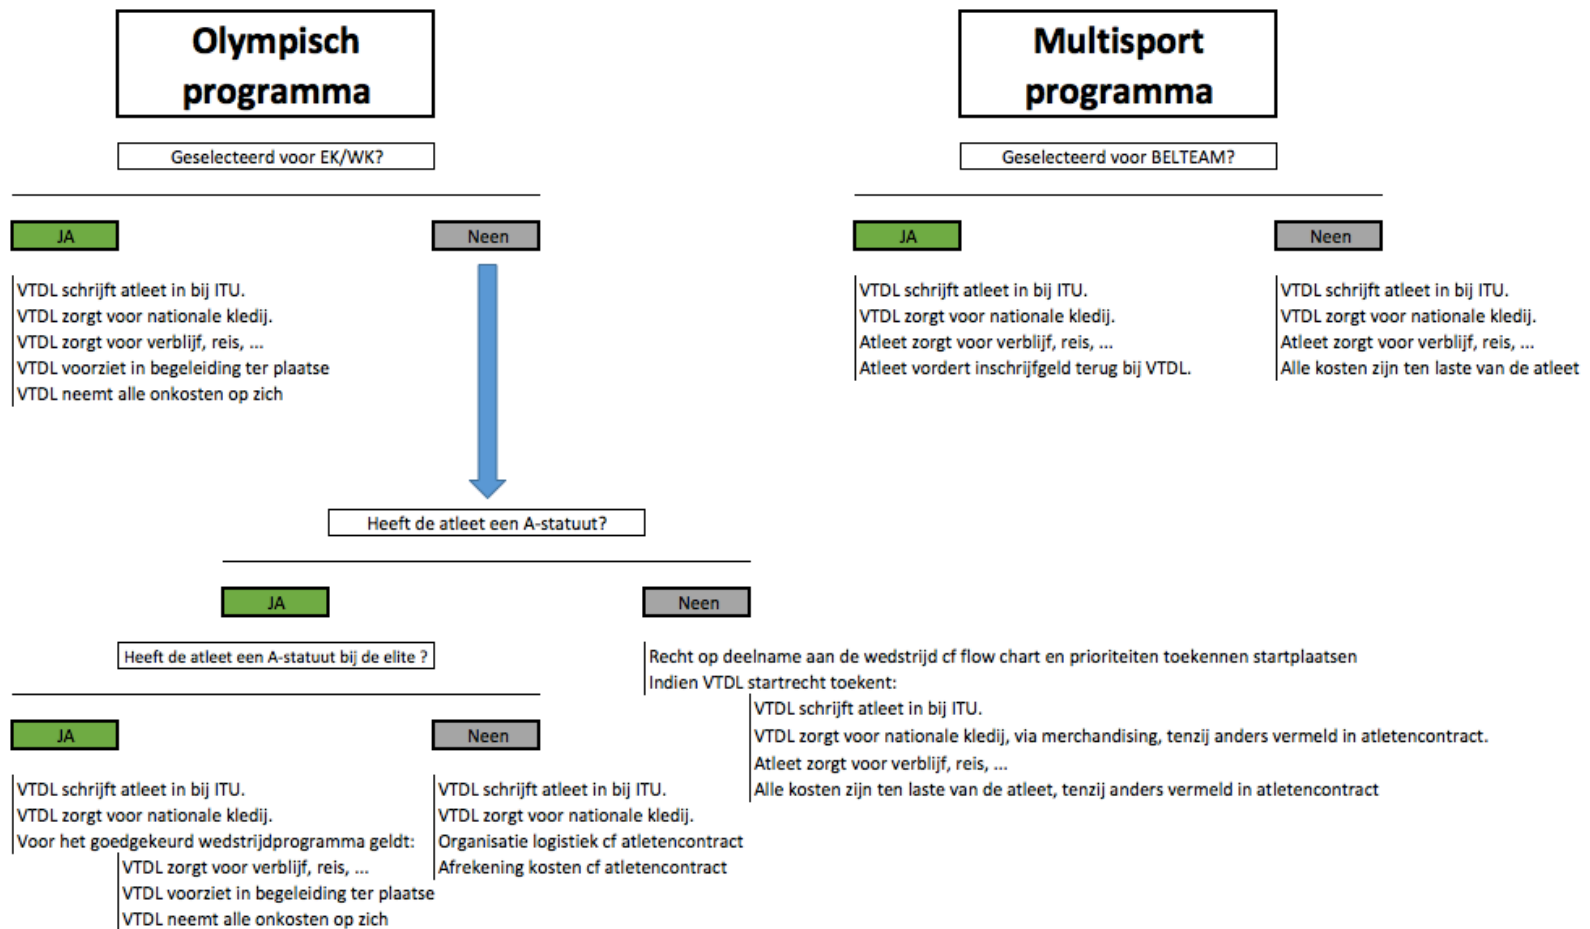 Olympisch
programma
Geselecteerd voor EK/WK?
JA
Neen
VTDL schrijft atleet in bij ITU.
VTDL zorgt voor nationale kledij.
VTDL zorgt voor verblijf, reis, ...
VTDL voorziet in begeleiding ter plaatse
VTDL neemt alle onkosten op zich
Heeft de atleet een A-statuut?
JA
Neen
Heeft de atleet een A-statuut bij de elite ?
JA
Neen
VTDL schrijft atleet in bij ITU.
VTDL zorgt voor nationale kledij.
Voor het goedgekeurd wedstrijdprogramma geldt:
VTDL zorgt voor verblijf, reis, ...
VTDL voorziet in begeleiding ter plaatse
VTDL neemt alle onkosten op zich
VTDL schrijft atleet in bij ITU.
VTDL zorgt voor nationale kledij.
Organisatie logistiek cf atletencontract
Afrekening kosten cf atletencontract
Recht op deelname aan de wedstrijd cf flow chart en prioriteiten toekennen startplaatsen
Indien VTDL startrecht toekent:
VTDL schrijft atleet in bij ITU.
VTDL zorgt voor nationale kledij, via merchandising, tenzij anders vermeld in atletencontract.
Atleet zorgt voor verblijf, reis, ...
Alle kosten zijn ten laste van de atleet, tenzij anders vermeld in atletencontract
Multisport
programma
Geselecteerd voor BELTEAM?
JA
Neen
VTDL schrijft atleet in bij ITU.
VTDL zorgt voor nationale kledij.
Atleet zorgt voor verblijf, reis, ...
Atleet vordert inschrijfgeld terug bij VTDL.
VTDL schrijft atleet in bij ITU.
VTDL zorgt voor nationale kledij.
Atleet zorgt voor verblijf, reis, ...
Alle kosten zijn ten laste van de atleet